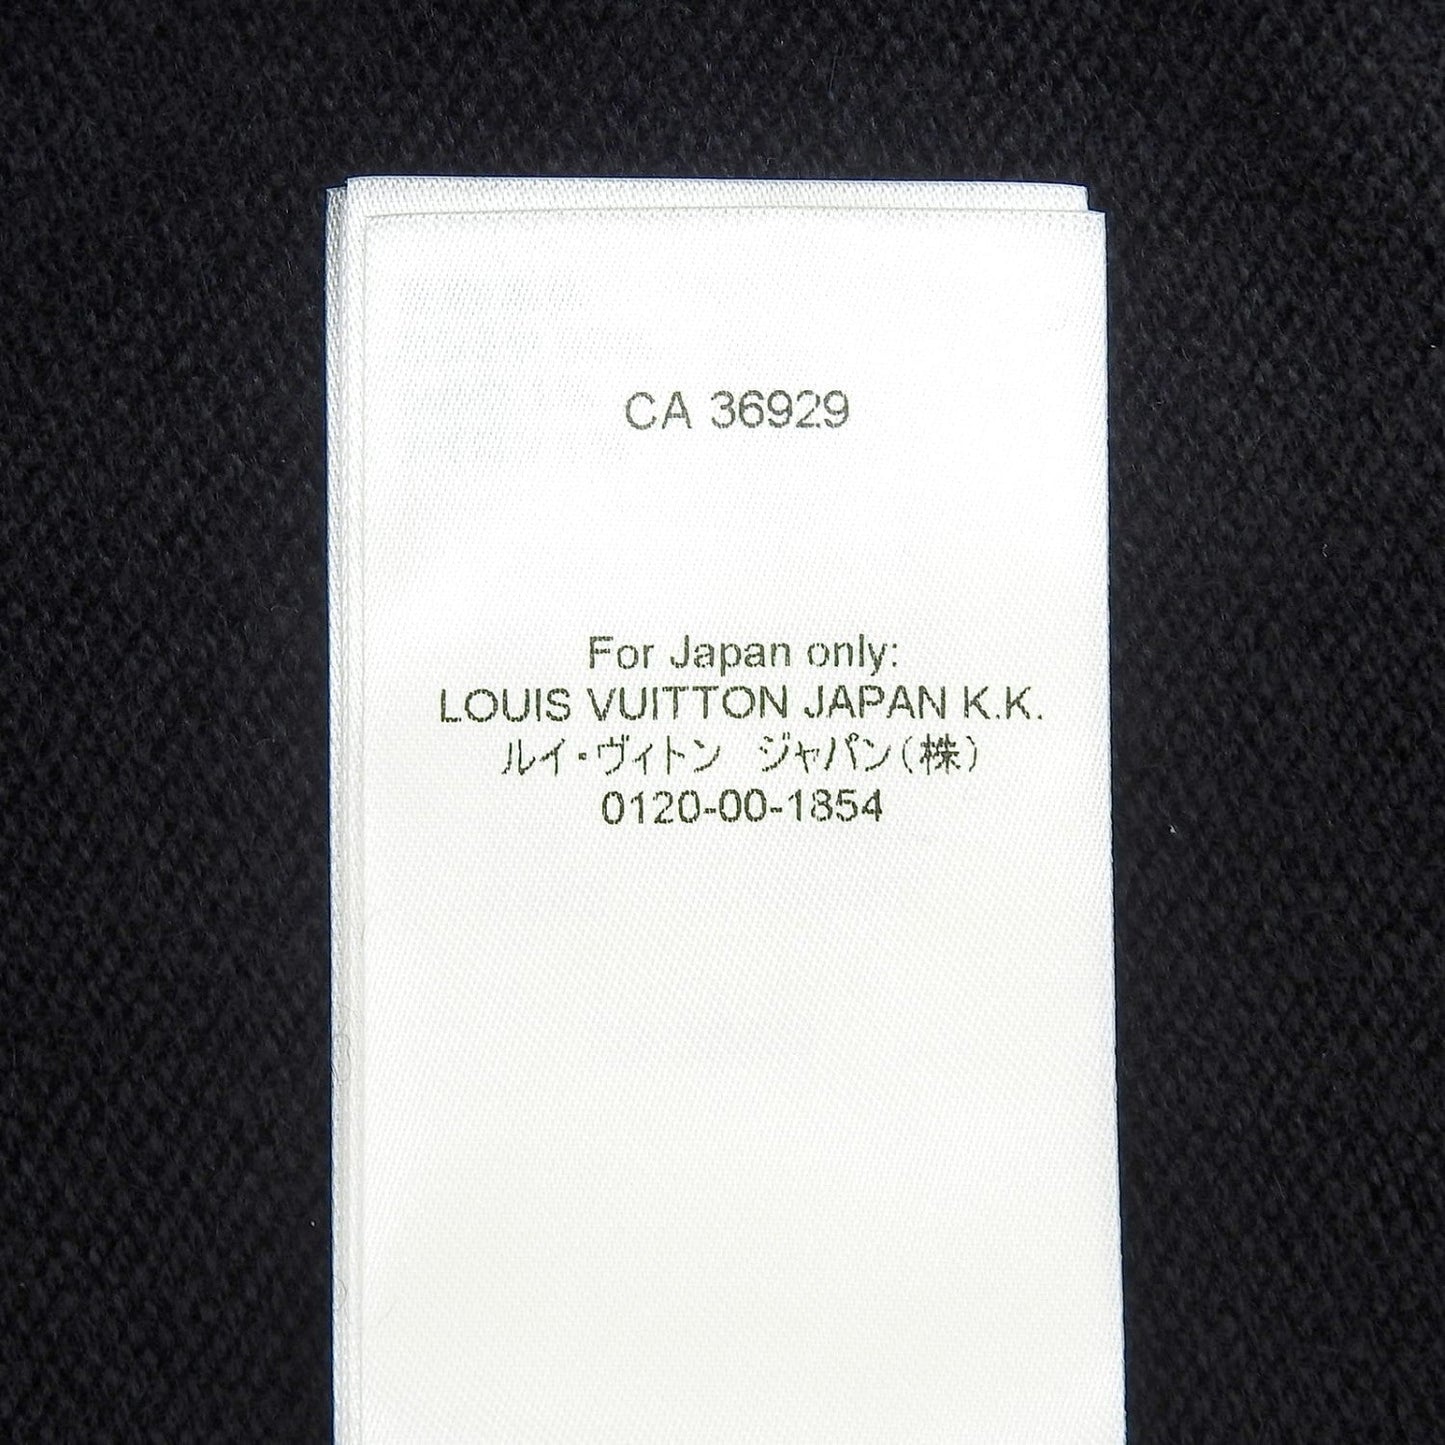 CA 36929
For Japan only:
LOUIS VUITTON JAPAN K.K.
ルイ・ヴィトン　ジャパン(株)
0120-00-1854